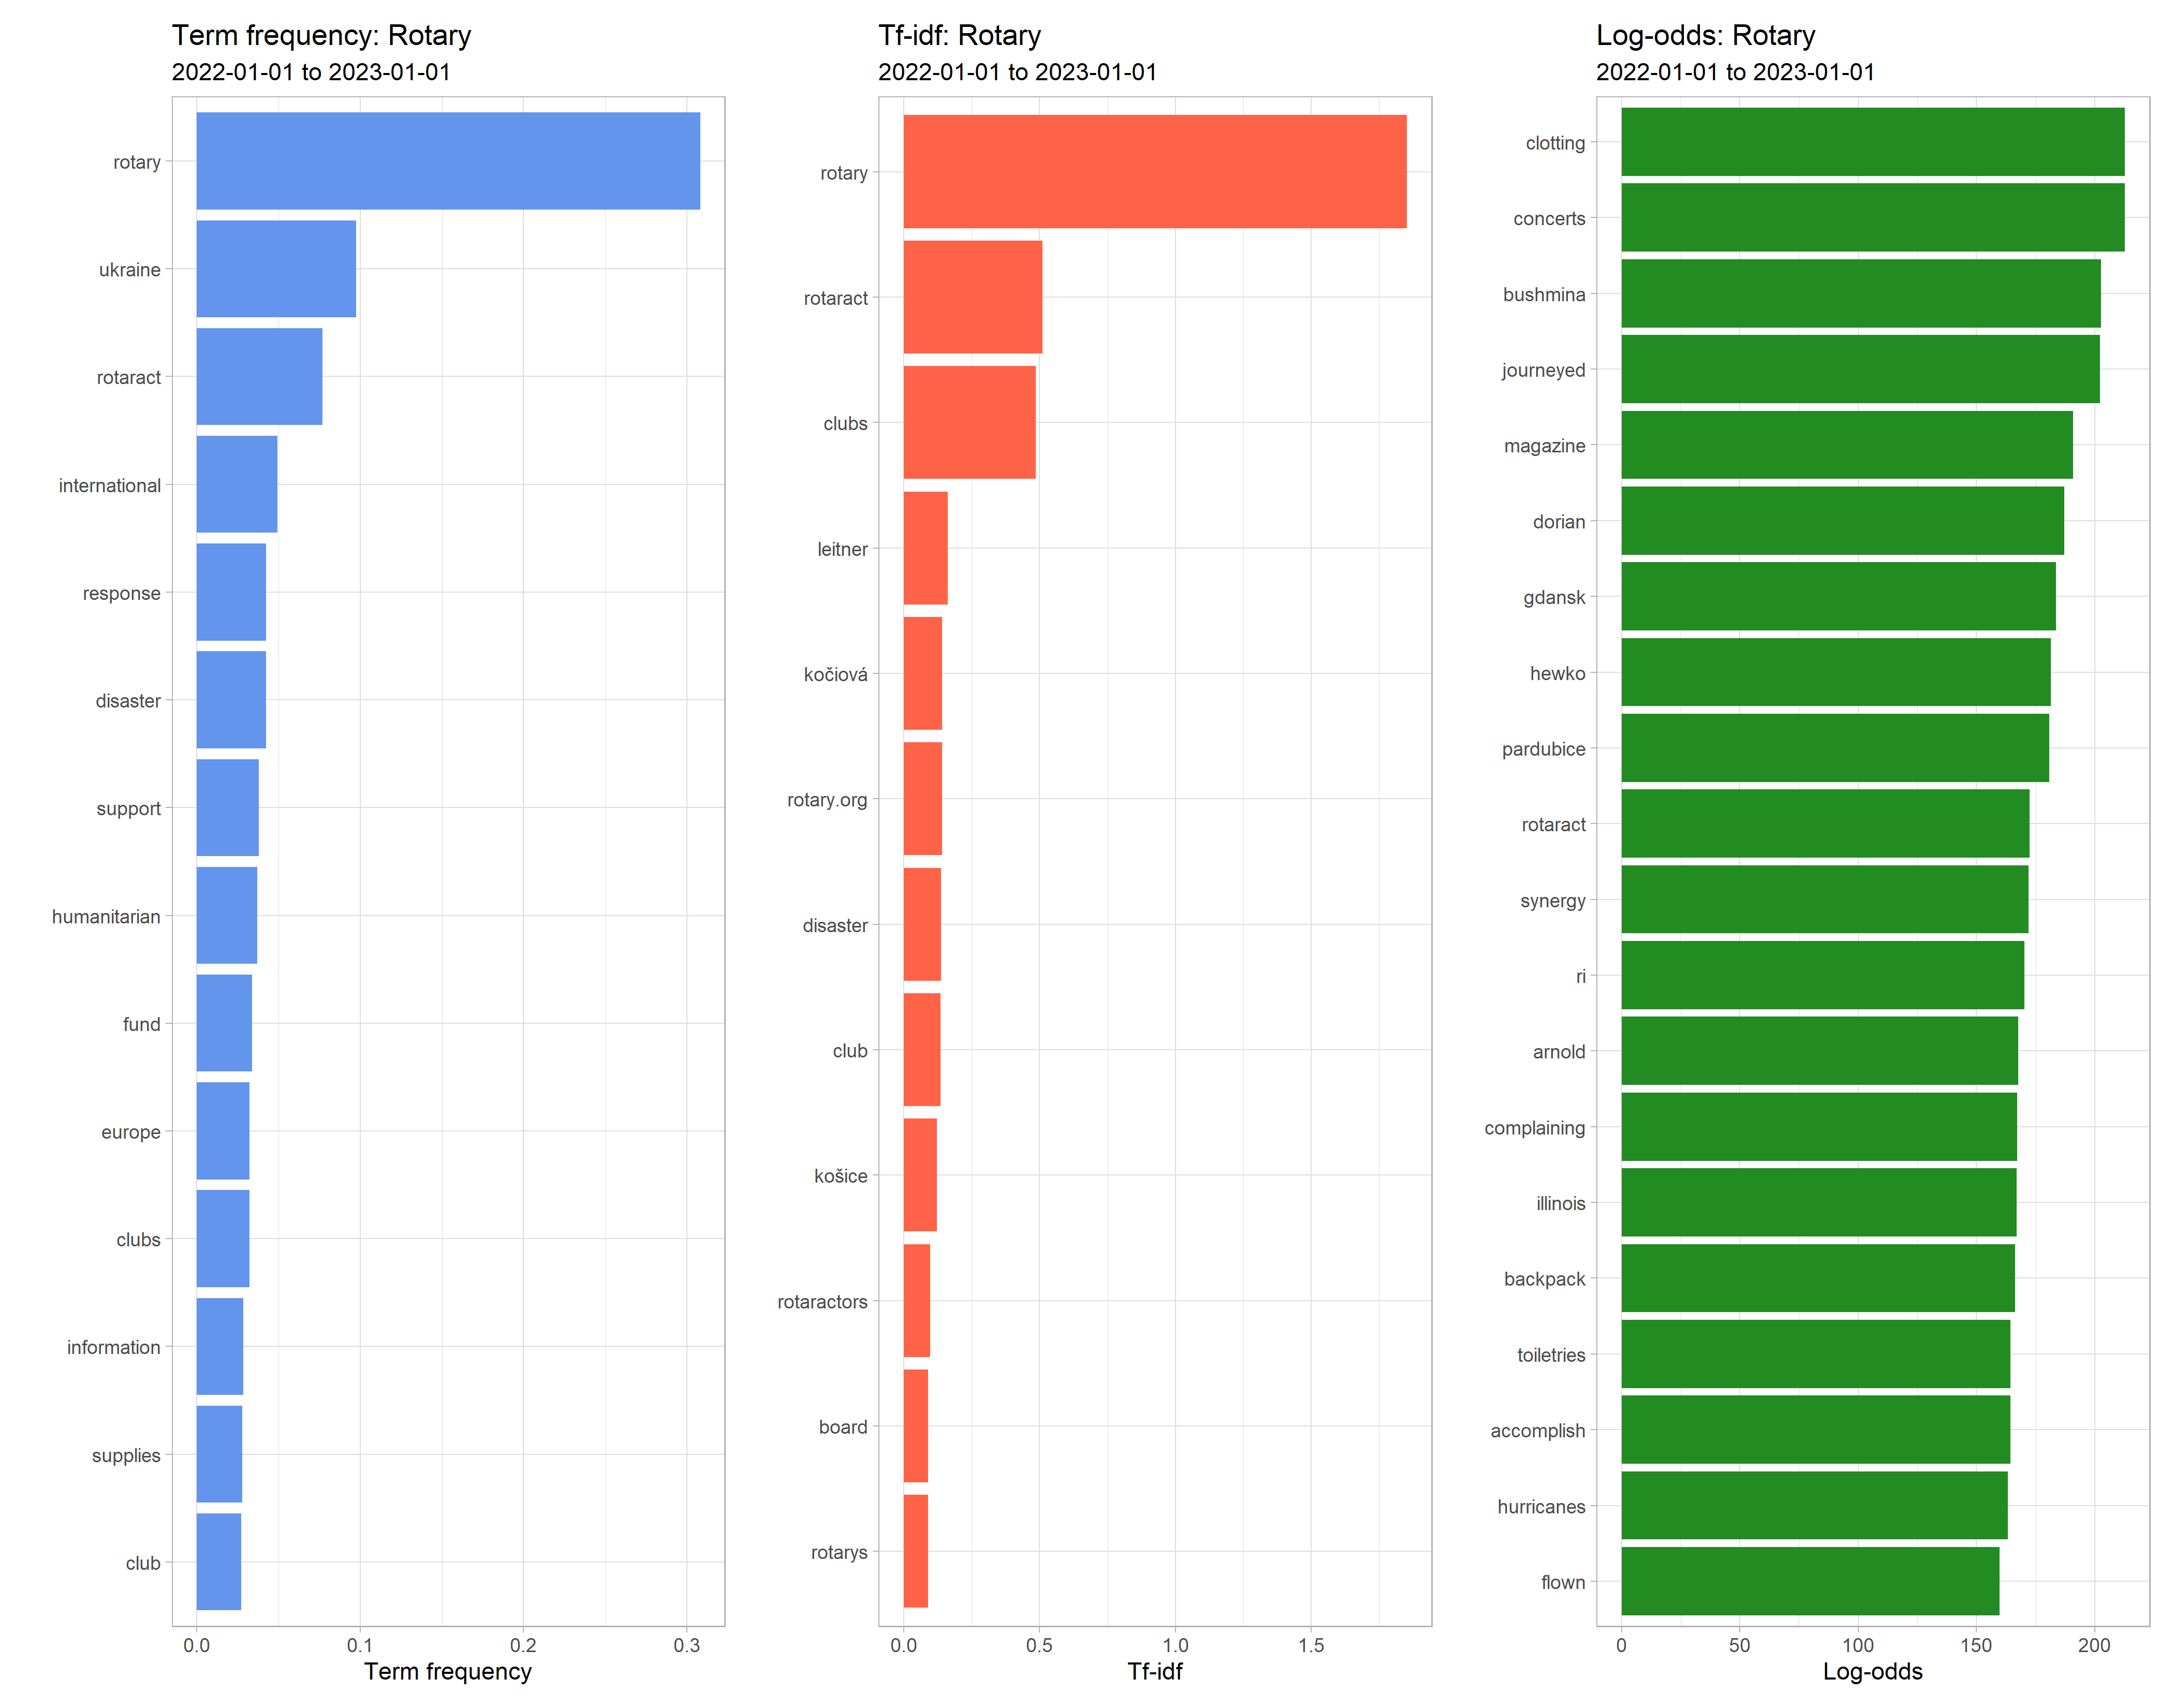 Term frequency: Rotary
2022-01-01 to 2023-01-01
rotary
ukraine
rotaract
international
response
disaster
support
humanitarian
fund
europe
clubs
information
supplies
club
0.0 0.1 0.2 0.3
Term frequency
Tf-idf: Rotary
2022-01-01 to 2023-01-01
rotary
rotaract
clubs
leitner
kočiová
rotary.org
disaster
club
košice
rotaractors
board
rotarys
0.0 0.5 1.0 1.5
Tf-idf
Log-odds: Rotary
2022-01-01 to 2023-01-01
clotting
concerts
bushmina
journeyed
magazine
dorian
gdansk
hewko
pardubice
rotaract
synergy
ri
arnold
complaining
illinois
backpack
toiletries
accomplish
hurricanes
flown
0 50 100 150 200
Log-odds